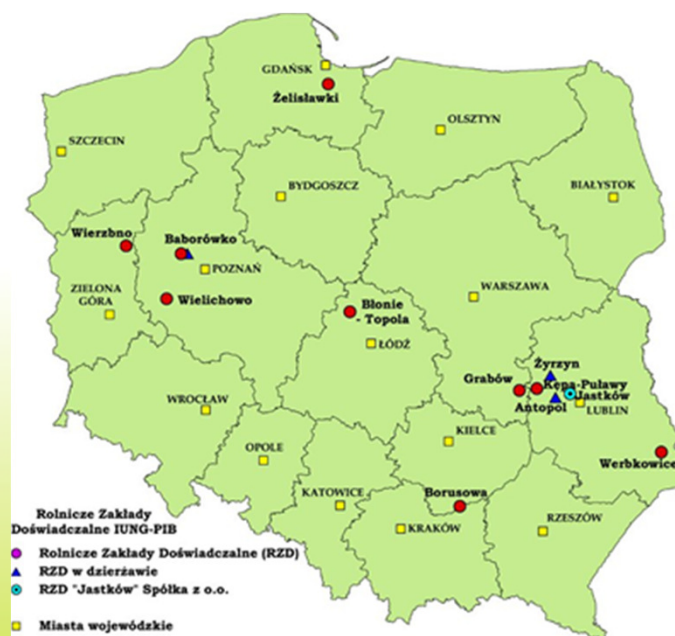 GDAŃSK
Żelisławki
OLSZTYN
SZCZECIN
BYDGOSZCZ
BIAŁYSTOK
Wierzbno
Baborówko
POZNAŃ
ZIELONA
GÓRA
Wielichowo
WARSZAWA
Błonie
- Topola
ŁÓDŹ
Żyrzyn
Grabów
Kępa-Puławy
Jastków
Antopol
LUBLIN
WROCŁAW
OPOLE
KIELCE
Werbkowice
KATOWICE
Borusowa
KRAKÓW
RZESZÓW
Rolnicze Zakłady
Doświadczalne IUNG-PIB
Rolnicze Zakłady Doświadczalne (RZD)
RZD w dzierżawie
RZD "Jastków" Spółka z o.o.
Miasta wojewódzkie